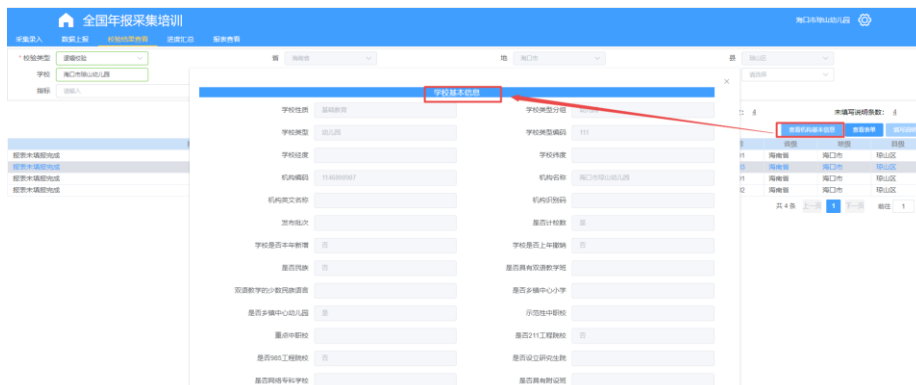 全国年报采集培训
海口市琼山幼儿园
采集录入 数据上报 校验结果查看 进度汇总 报表查看
* 校验类型 逻辑校验 省 海南省 地 海口市 县 琼山区
学校 海口市琼山幼儿园 请选择
指标 请输入
学校基本信息
学校性质 基础教育 学校类型分组
未填写说明条数: 4
学校类型 幼儿园 学校类型编码 111
查看机构基本信息 查看表单
学校经度 学校纬度
省级 地级 县级
报表未填报完成 海南省 海口市 琼山区
报表未填报完成 海南省 海口市 琼山区
机构编码 机构名称 海口市琼山幼儿园
报表未填报完成 海南省 海口市 琼山区
报表未填报完成 海南省 海口市 琼山区
机构英文名称 机构识别码
共 4 条 上一页 1 下一页 前往 1
发布批次 是否计校数 是
学校是否本年新增 否 学校是否上年撤销 否
是否民族 否 是否具有双语教学班
双语教学的少数民族语言 是否乡镇中心小学
是否乡镇中心幼儿园 是 示范性中职校
重点中职校 是否211工程院校 否
是否985工程院校 否 是否设立研究生院
是否网络专科学校 是否具有附设班